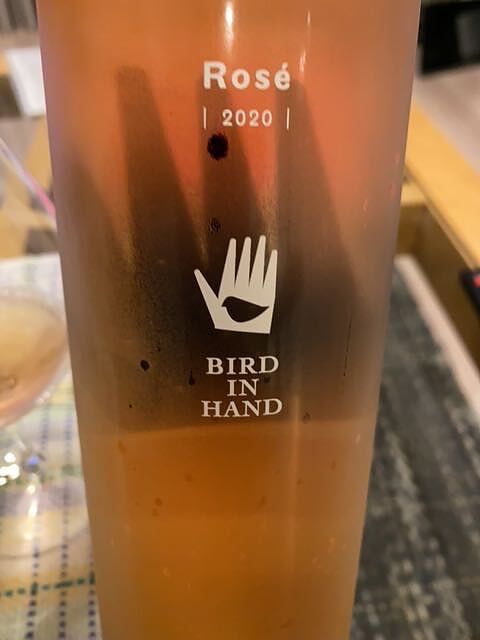 Rosé
| 2020 |
BIRD
IN
HAND